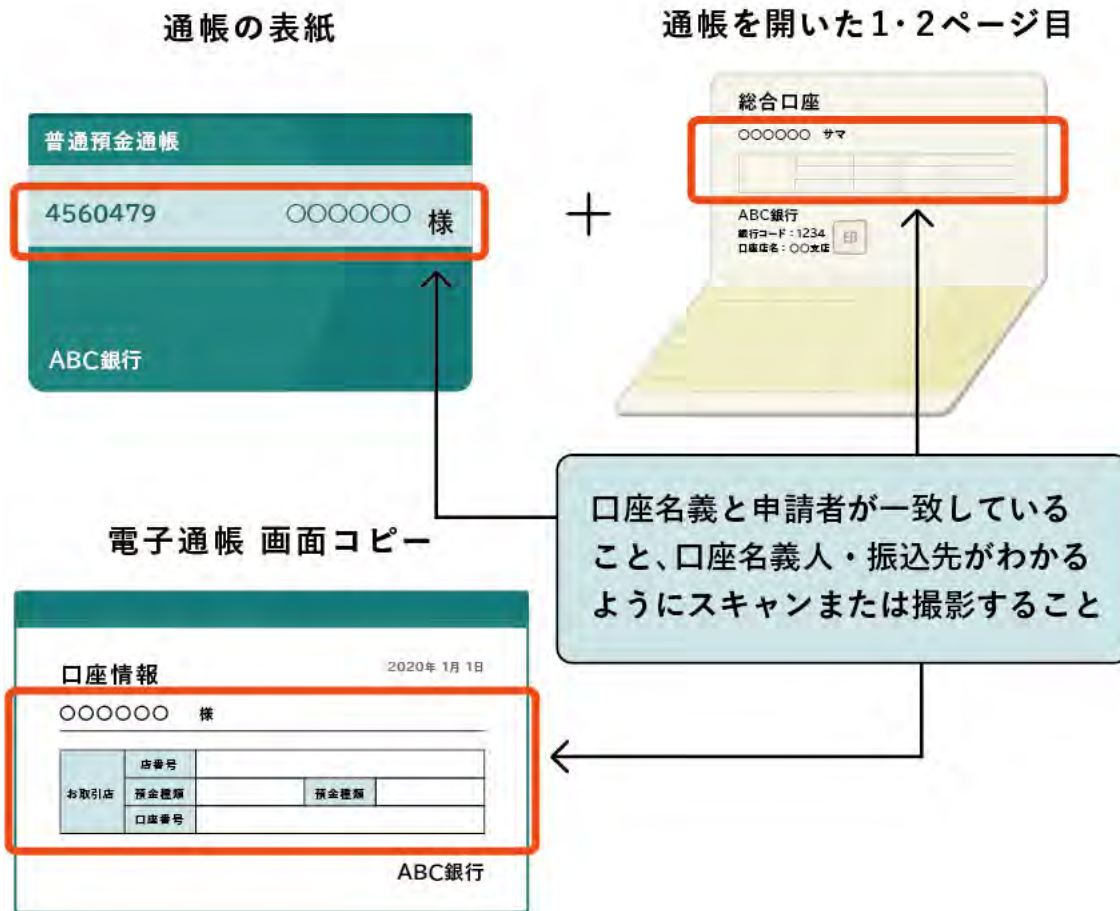 通帳の表紙
普通預金通帳
4560479 〇〇〇〇〇〇 様
ABC銀行
+
通帳を開いた1・2ページ目
総合口座
〇〇〇〇〇〇 サマ
ABC銀行
銀行コード：1234
口座店名：〇〇支店
印
口座名義と申請者が一致している
こと、口座名義人・振込先がわかる
ようにスキャンまたは撮影すること
電子通帳 画面コピー
口座情報
2020年 1月 1日
〇〇〇〇〇〇 様
お取引店
店番号
預金種類 預金種類
口座番号
ABC銀行